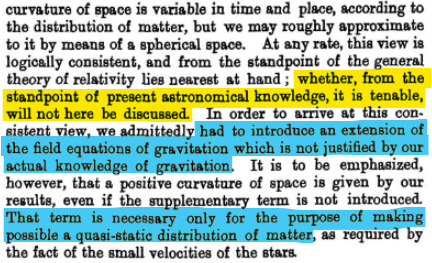 curvature of space is variable in time and place, according to
the distribution of matter, but we may roughly approximate
to it by means of a spherical space. At any rate, this view is
logically consistent, and from the standpoint of the general
theory of relativity lies nearest at hand; whether, from the
standpoint of present astronomical knowledge, it is tenable,
will not here be discussed. In order to arrive at this con-
sistent view, we admittedly had to introduce an extension of
the field equations of gravitation which is not justified by our
actual knowledge of gravitation. It is to be emphasized,
however, that a positive curvature of space is given by our
results, even if the supplementary term is not introduced.
That term is necessary only for the purpose of making
possible a quasi-static distribution of matter, as required by
the fact of the small velocities of the stars.